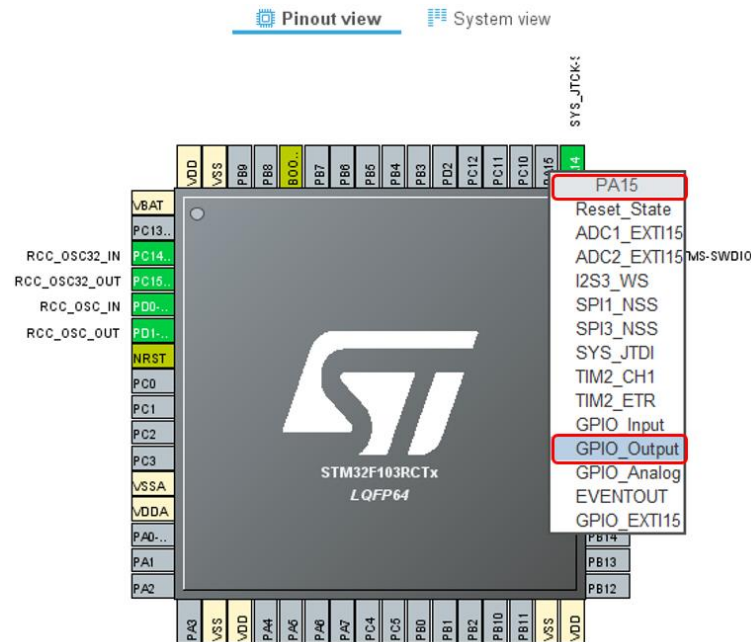 Pinout view
System view
SYS_JTCK-S
VDD
VSS
PB9
PB8
BOO..
PB7
PB6
PB5
PB4
PB3
PD2
PC12
PC11
PC10
PA15
PA14
VBAT
PC13..
RCC_OSC32_IN
PC14..
RCC_OSC32_OUT
PC15..
RCC_OSC_IN
PD0-..
RCC_OSC_OUT
PD1-..
NRST
PC0
PC1
PC2
PC3
VSSA
VDDA
PA0-..
PA1
PA2
PA15
Reset_State
ADC1_EXTI15
ADC2_EXTI15
I2S3_WS
SPI1_NSS
SPI3_NSS
SYS_JTDI
TIM2_CH1
TIM2_ETR
GPIO_Input
GPIO_Output
GPIO_Analog
EVENTOUT
GPIO_EXTI15
MS-SWDIO
STM32F103RCTx
LQFP64
PB14
PB13
PB12
PA3
VSS
VDD
PA4
PA5
PA6
PA7
PC4
PC5
PB0
PB1
PB2
PB10
PB11
VSS
VDD